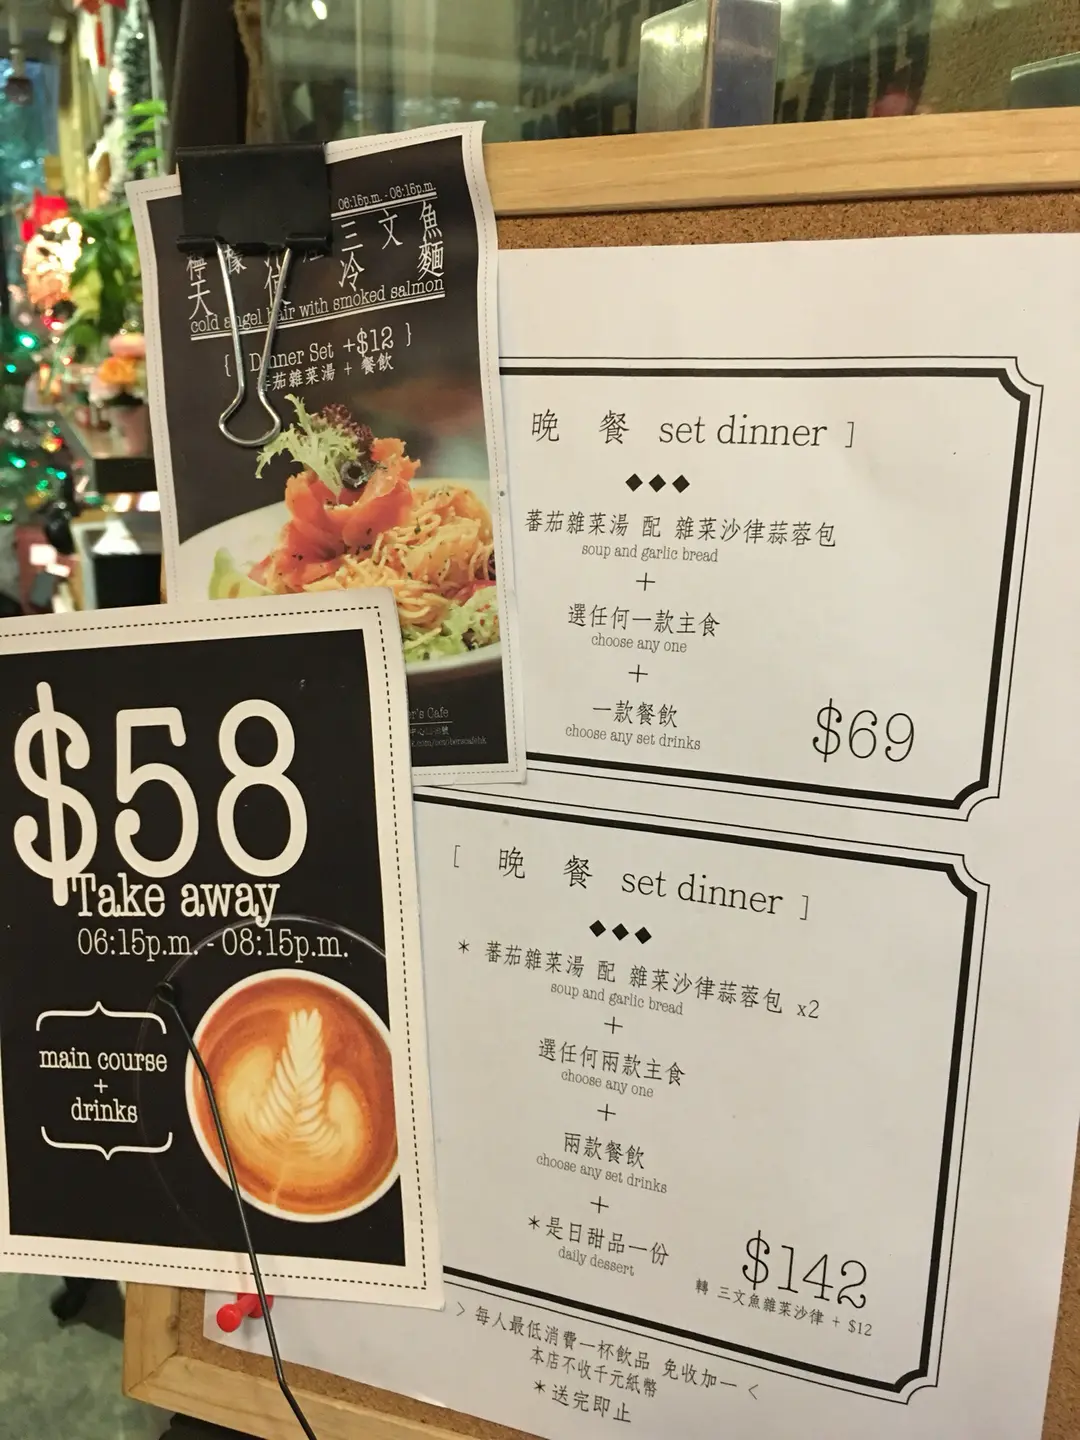 06:15p.m. - 08:15p.m.
檸檬 三文魚
天使冷麵
cold angel hair with smoked salmon
{ Dinner Set +$12 }
蕃茄雜菜湯 + 餐飲
er's Cafe
$58
Take away
06:15p.m. - 08:15p.m.
main course
+
drinks
晚 餐 set dinner ]
◆◆◆
蕃茄雜菜湯 配 雜菜沙律蒜蓉包
soup and garlic bread
+
選任何一款主食
choose any one
+
一款餐飲
choose any set drinks
$69
[ 晚 餐 set dinner ]
◆◆◆
* 蕃茄雜菜湯 配 雜菜沙律蒜蓉包 x2
soup and garlic bread
+
選任何兩款主食
choose any one
+
兩款餐飲
choose any set drinks
+
*是日甜品一份
daily dessert
$142
轉 三文魚雜菜沙律 + $12
> 每人最低消費一杯飲品 免收加一 <
本店不收千元紙幣
*送完即止